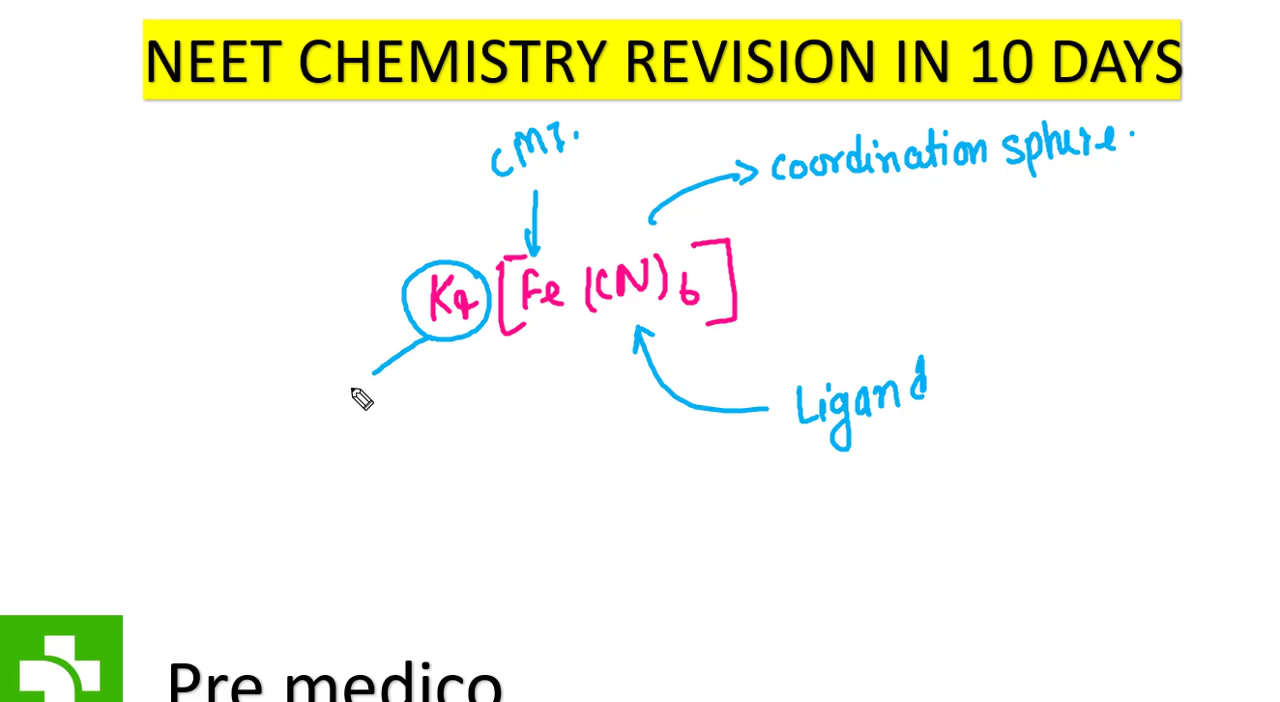 NEET CHEMISTRY REVISION IN 10 DAYS
CMI.
coordination sphere.
K4 [Fe (CN)6]
Ligand
Pre medico